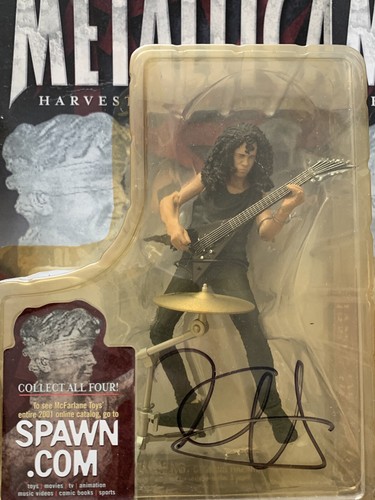 METALLICA
HARVEST
COLLECT ALL FOUR!
To see McFarlane Toys'
entire 2001 online catalog, go to
SPAWN
.COM
toys | movies | tv | animation
music videos | comic books | sports